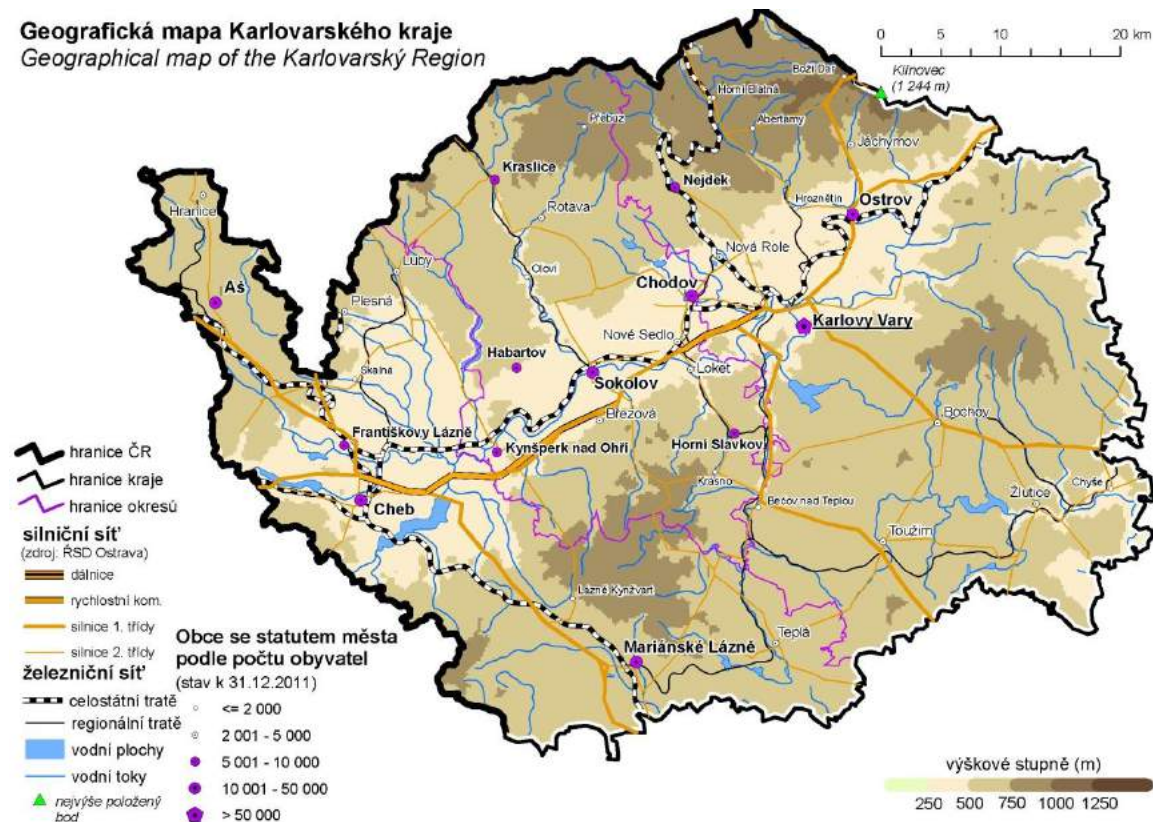 Geografická mapa Karlovarského kraje
Geographical map of the Karlovarský Region
0 5 10 20 km
Klínovec
(1 244 m)
Boží Dar
Horní Blatná
Abertamy
Přebuz
Jáchymov
Kraslice
Nejdek
Hroznětín
Ostrov
Hranice
Rotava
Nová Role
Luby
Oloví
Aš
Chodov
Plesná
Karlovy Vary
Nové Sedlo
Habartov
Loket
Skalná
Sokolov
Březová
Bochov
Františkovy Lázně
Horní Slavkov
Kynšperk nad Ohří
Krásno
Chyše
Žlutice
Cheb
Bečov nad Teplou
Toužim
Lázně Kynžvart
Teplá
Mariánské Lázně
hranice ČR
hranice kraje
hranice okresů
silniční síť
(zdroj: ŘSD Ostrava)
dálnice
rychlostní kom.
silnice 1. třídy
silnice 2. třídy
železniční síť
celostátní tratě
regionální tratě
vodní plochy
vodní toky
nejvýše položený
bod
Obce se statutem města
podle počtu obyvatel
(stav k 31.12.2011)
<= 2 000
2 001 - 5 000
5 001 - 10 000
10 001 - 50 000
> 50 000
výškové stupně (m)
250 500 750 1000 1250